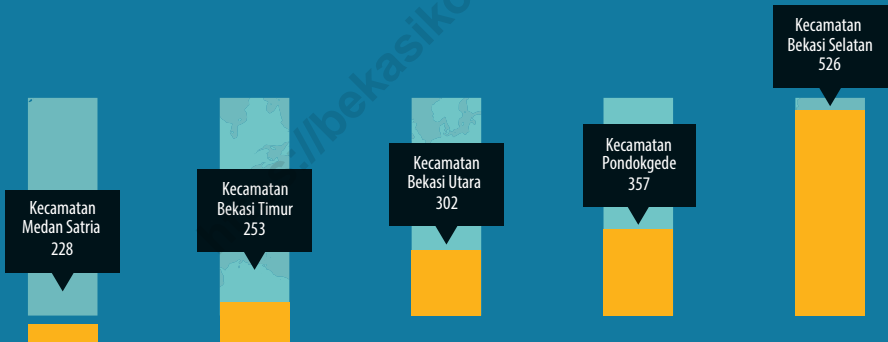 Kecamatan
Medan Satria
228
Kecamatan
Bekasi Timur
253
Kecamatan
Bekasi Utara
302
Kecamatan
Pondokgede
357
Kecamatan
Bekasi Selatan
526